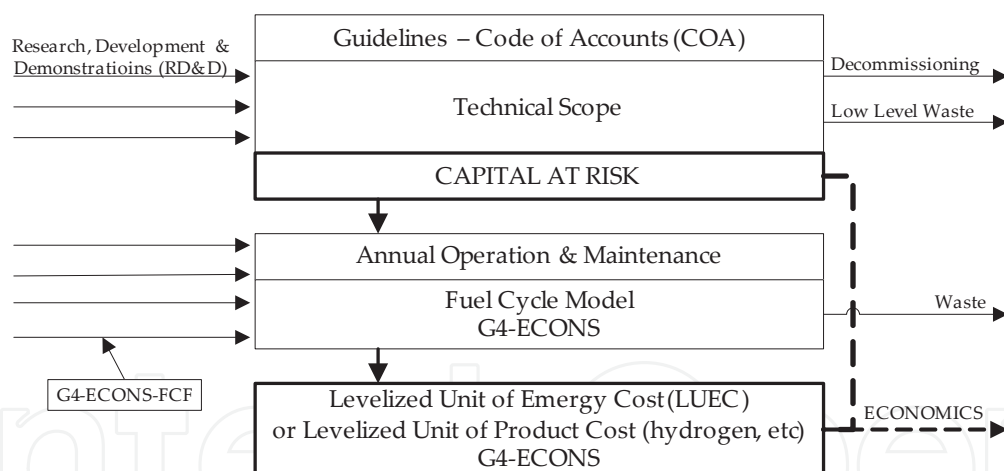 Guidelines – Code of Accounts (COA)
Research, Development &
Demonstratioins (RD&D)
Technical Scope
Decommissioning
Low Level Waste
CAPITAL AT RISK
Annual Operation & Maintenance
Fuel Cycle Model
G4-ECONS
Waste
G4-ECONS-FCF
Levelized Unit of Emergy Cost (LUEC)
or Levelized Unit of Product Cost (hydrogen, etc)
G4-ECONS
ECONOMICS